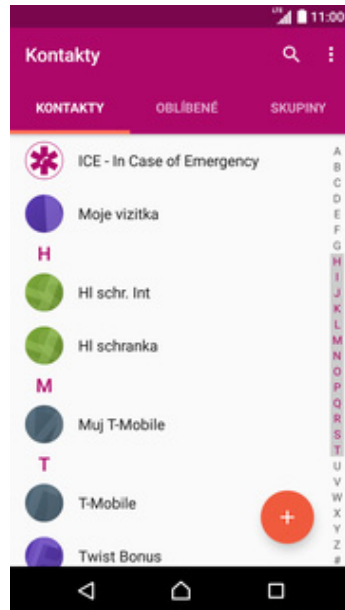 LTE 11:00
Kontakty
KONTAKTY OBLÍBENÉ SKUPINY
ICE - In Case of Emergency
Moje vizitka
H
Hl schr. Int
Hl schranka
M
Muj T-Mobile
T
T-Mobile
Twist Bonus
A
B
C
D
E
F
G
H
I
J
K
L
M
N
O
P
Q
R
S
T
U
V
W
X
Y
Z
#